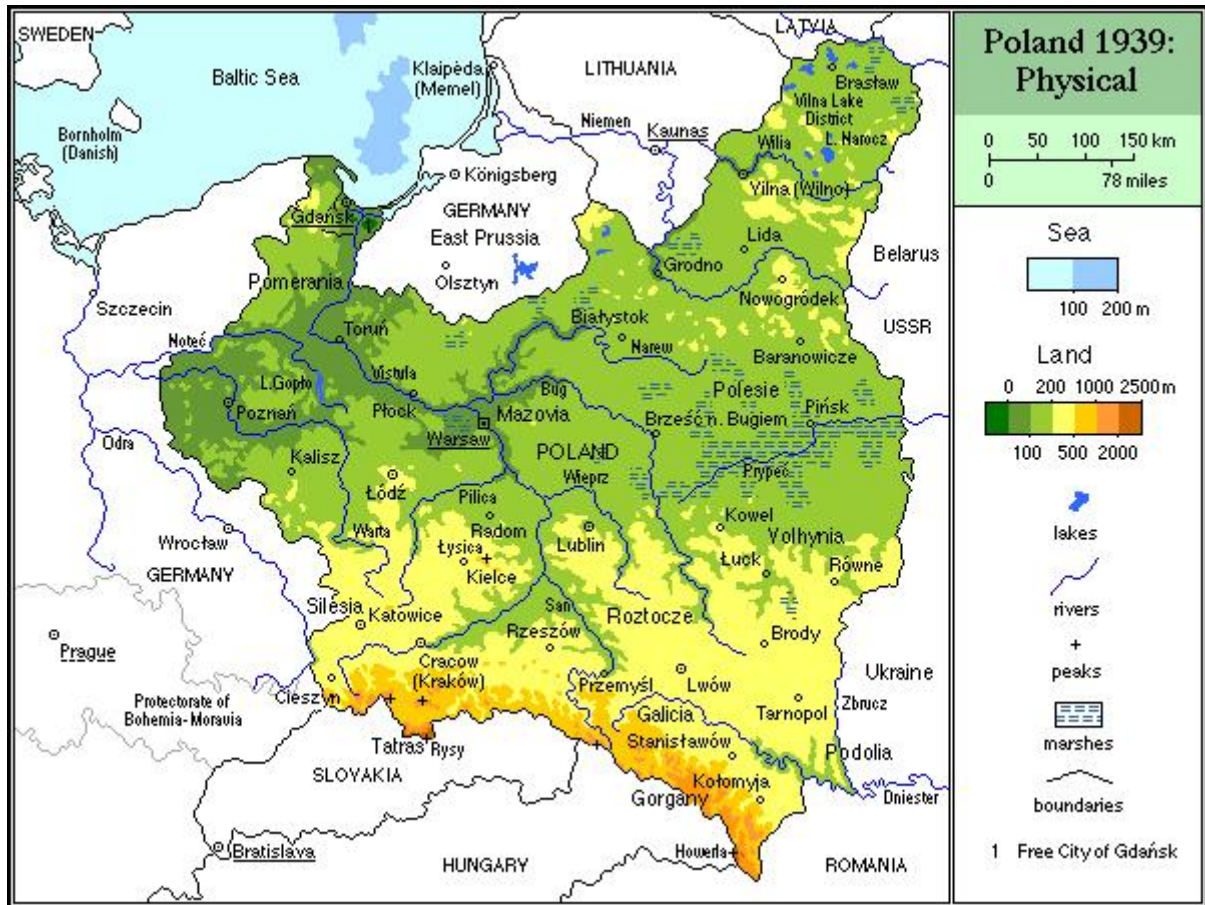 SWEDEN
LATVIA
Baltic Sea
Klaipėda
(Memel)
LITHUANIA
Brasław
Vilna Lake
District
L. Narocz
Bornholm
(Danish)
Niemen
Kaunas
Wilia
Vilna (Wilno)
Königsberg
Gdańsk
1
GERMANY
East Prussia
Olsztyn
Lida
Grodno
Belarus
Nowogródek
Pomerania
Szczecin
Białystok
USSR
Toruń
Noteć
Narew
Baranowicze
L. Gopło
Vistula
Bug
Polesie
Poznań
Płock
Mazovia
Brześć n. Bugiem
Pińsk
Warsaw
Odra
POLAND
Kalisz
Łódź
Pilica
Wieprz
Prypeć
Warta
Radom
Kowel
Wrocław
Łysica
Lublin
Volhynia
GERMANY
Kielce
Łuck
Równe
Silesia
Katowice
San
Roztocze
Rzeszów
Brody
Prague
Cracow
(Kraków)
Ukraine
Cieszyn
Przemyśl
Lwów
Protectorate of
Bohemia-Moravia
Galicia
Tarnopol
Zbrucz
Tatras
Rysy
Stanisławów
Podolia
SLOVAKIA
Kołomyja
Gorgany
Dniester
Bratislava
Howerla
HUNGARY
ROMANIA
Poland 1939:
Physical
0 50 100 150 km
0 78 miles
Sea
100 200 m
Land
0 200 1000 2500 m
100 500 2000
lakes
rivers
peaks
marshes
boundaries
1 Free City of Gdańsk